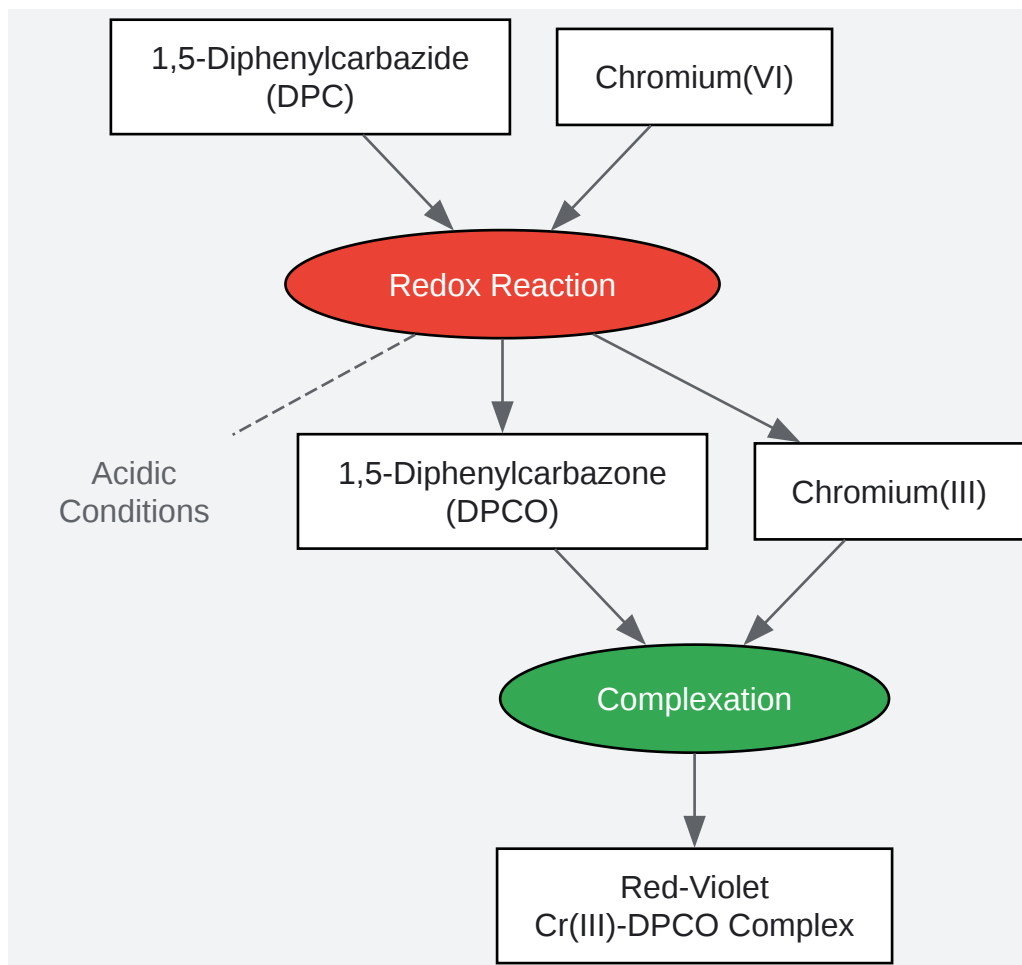 1,5-Diphenylcarbazide
(DPC)
Chromium(VI)
Redox Reaction
Acidic
Conditions
1,5-Diphenylcarbazone
(DPCO)
Chromium(III)
Complexation
Red-Violet
Cr(III)-DPCO Complex